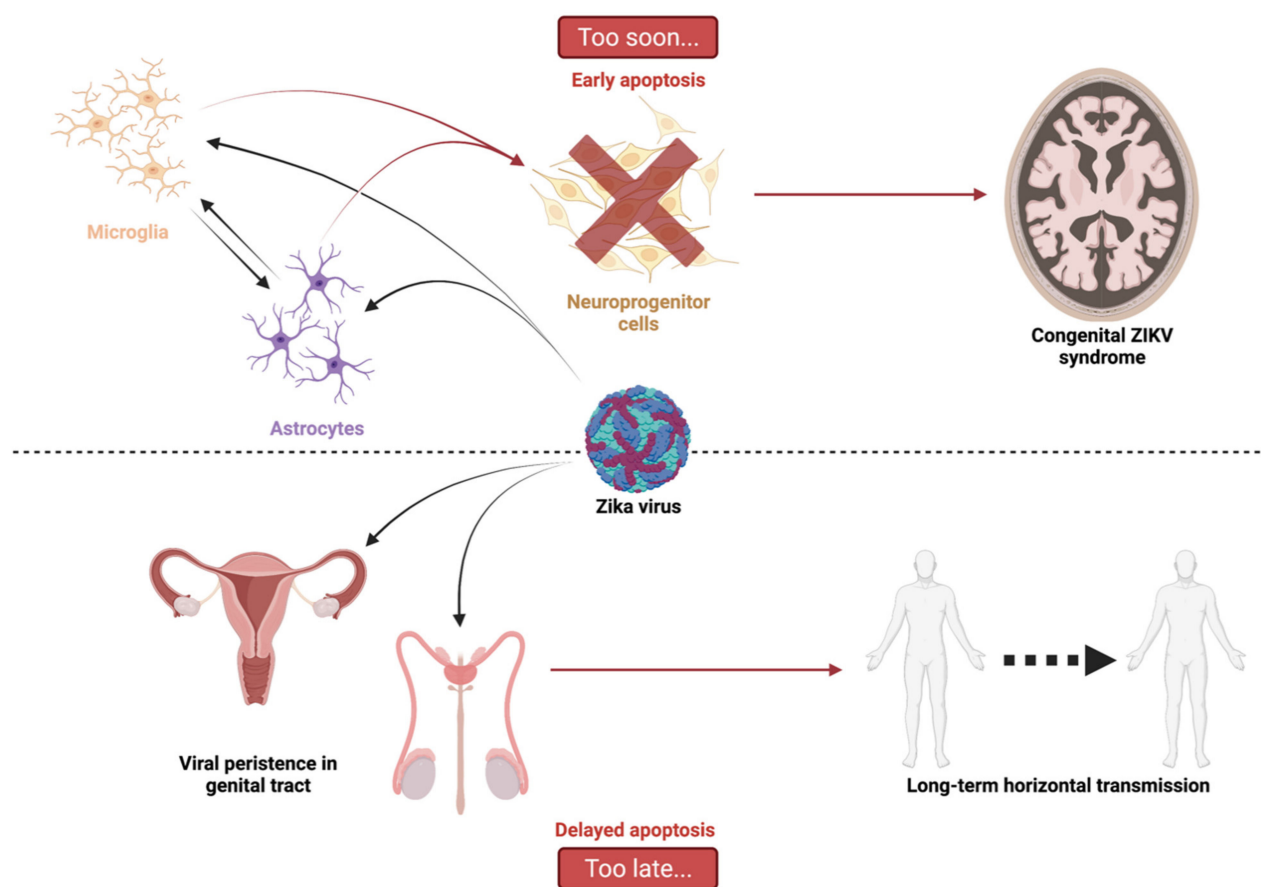 Too soon...
Early apoptosis
Microglia
Neuroprogenitor
cells
Congenital ZIKV
syndrome
Astrocytes
Zika virus
Viral peristence in
genital tract
Long-term horizontal transmission
Delayed apoptosis
Too late...